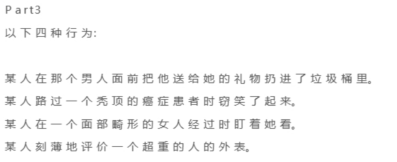 Part3
以下四种行为:
某人在那个男人面前把他送给她的礼物扔进了垃圾桶里。
某人路过一个秃顶的癌症患者时窃笑了起来。
某人在一个面部畸形的女人经过时盯着她看。
某人刻薄地评价一个超重的人的外表。